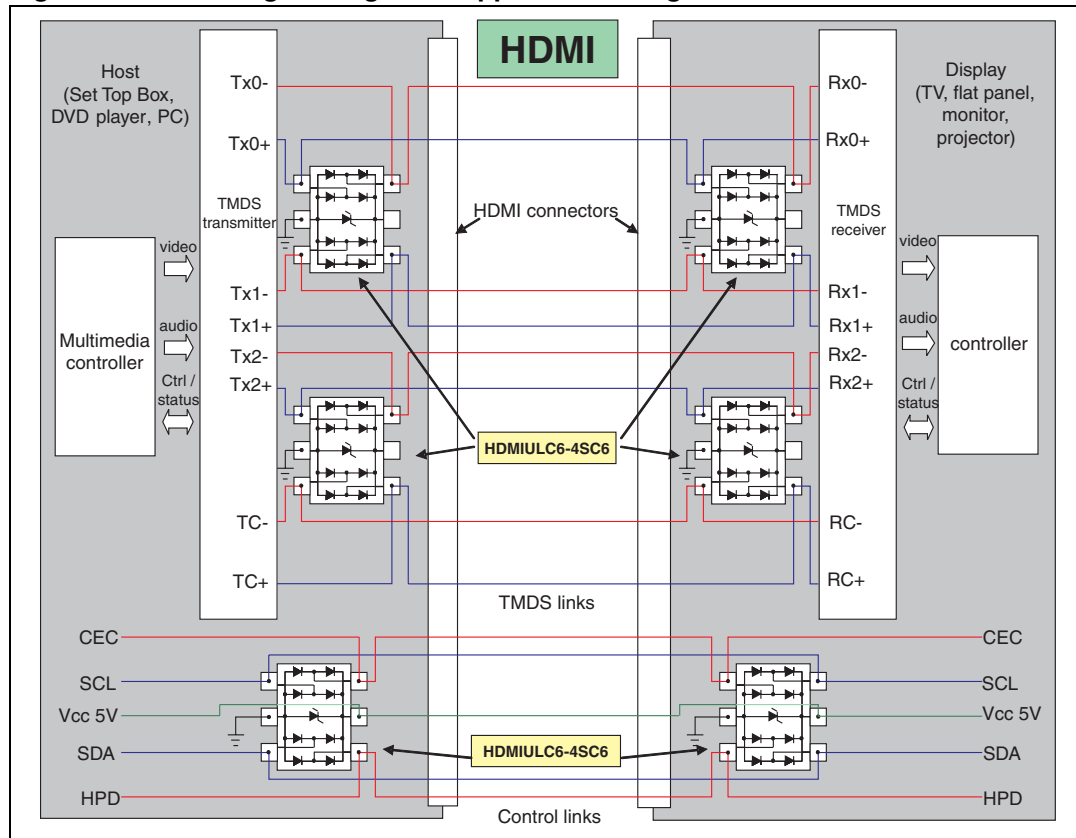 HDMI
Host
(Set Top Box,
DVD player, PC)
Tx0-
Tx0+
TMDS
transmitter
Tx1-
Tx1+
Tx2-
Tx2+
TC-
TC+
Multimedia
controller
video
audio
Ctrl /
status
HDMI connectors
HDMIULC6-4SC6
TMDS links
Display
(TV, flat panel,
monitor,
projector)
Rx0-
Rx0+
TMDS
receiver
Rx1-
Rx1+
Rx2-
Rx2+
RC-
RC+
video
audio
Ctrl /
status
controller
CEC
SCL
Vcc 5V
SDA
HPD
HDMIULC6-4SC6
Control links
CEC
SCL
Vcc 5V
SDA
HPD